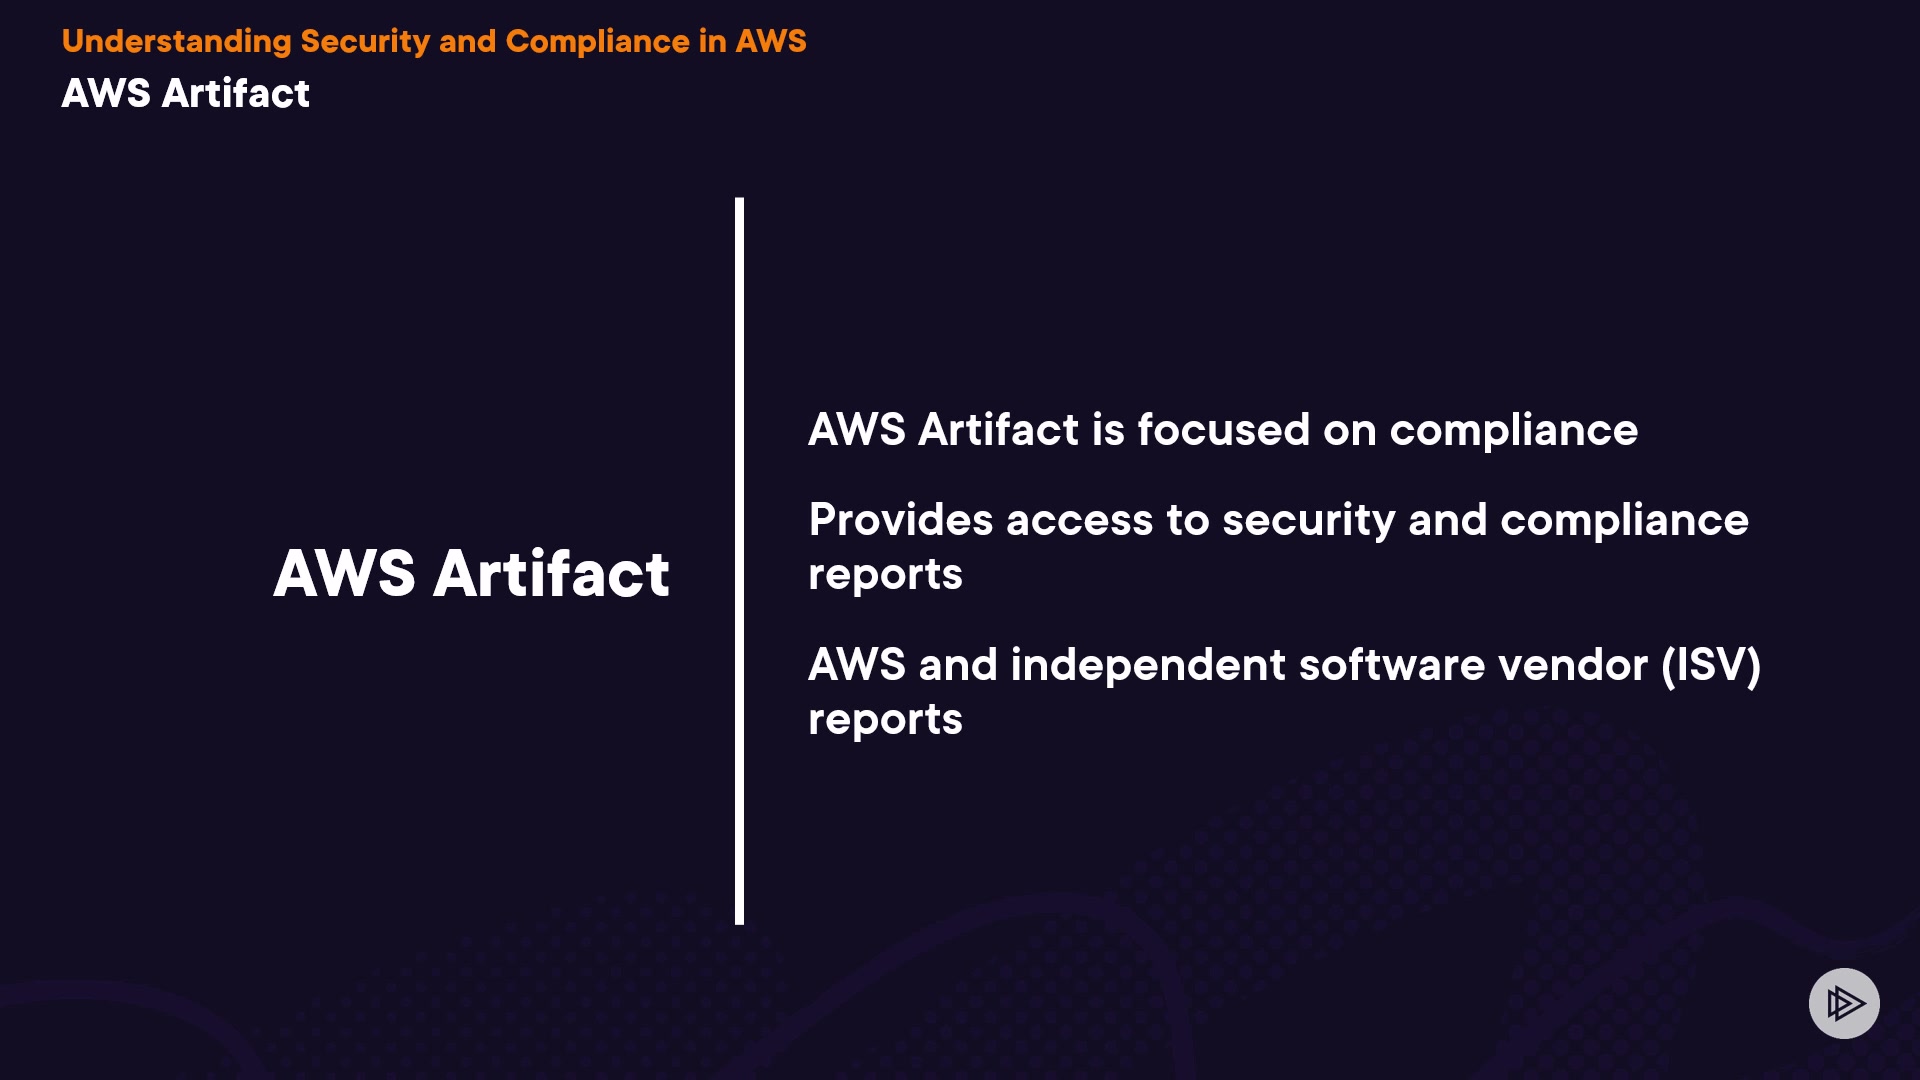 Understanding Security and Compliance in AWS
AWS Artifact
AWS Artifact
AWS Artifact is focused on compliance
Provides access to security and compliance
reports
AWS and independent software vendor (ISV)
reports